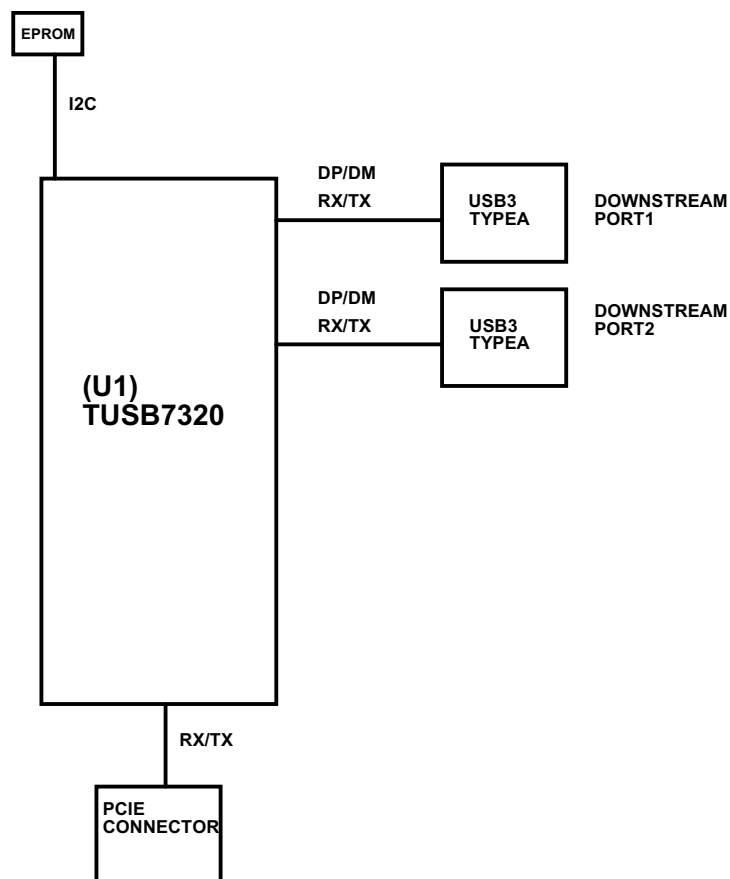 EPROM
I2C
DP/DM
RX/TX
USB3
TYPEA
DOWNSTREAM
PORT1
DP/DM
RX/TX
USB3
TYPEA
DOWNSTREAM
PORT2
(U1)
TUSB7320
RX/TX
PCIE
CONNECTOR